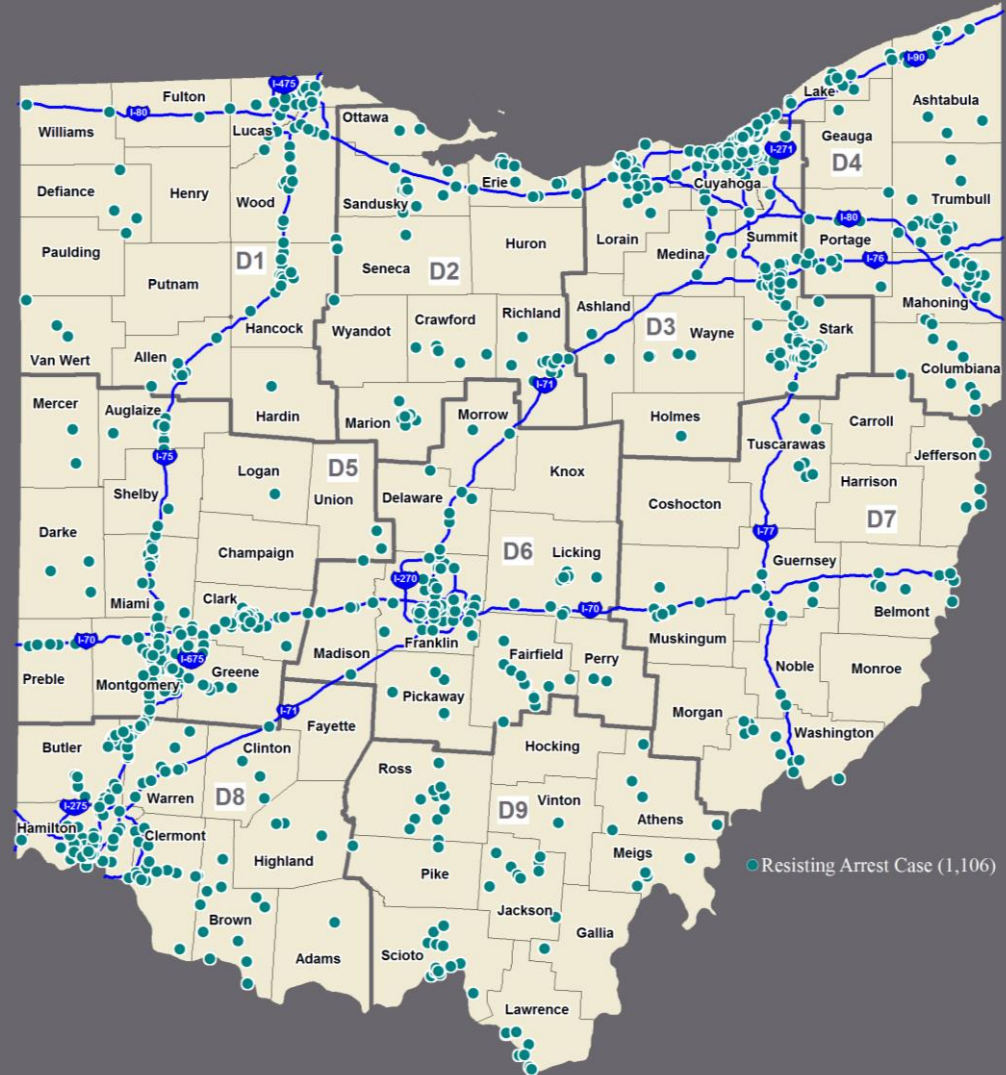 I-90
I-475
Fulton
Lake
I-80
Ottawa
Ashtabula
Williams
Lucas
Geauga
I-271
D4
Cuyahoga
Erie
Defiance
Henry
Wood
Sandusky
Trumbull
I-80
Lorain
Summit
Portage
Huron
Paulding
Medina
I-76
D1
Seneca
D2
Putnam
Mahoning
Ashland
Hancock
Crawford
Richland
D3
Wayne
Stark
Wyandot
Van Wert
Allen
Columbiana
I-71
Mercer
Auglaize
Hardin
Marion
Morrow
Holmes
Carroll
Tuscarawas
I-75
Jefferson
D5
Logan
Knox
Harrison
Shelby
Union
Delaware
Coshocton
D7
Darke
I-77
Champaign
D6
Licking
Guernsey
I-270
Miami
Clark
I-70
Belmont
I-70
Muskingum
Franklin
Madison
I-675
Fairfield
Perry
Greene
Noble
Monroe
Preble
Montgomery
Pickaway
I-71
Morgan
Fayette
Washington
Butler
Clinton
Hocking
Ross
Warren
D8
Vinton
I-275
D9
Athens
Hamilton
Clermont
Meigs
Highland
Resisting Arrest Case (1,106)
Pike
Jackson
Brown
Gallia
Adams
Scioto
Lawrence